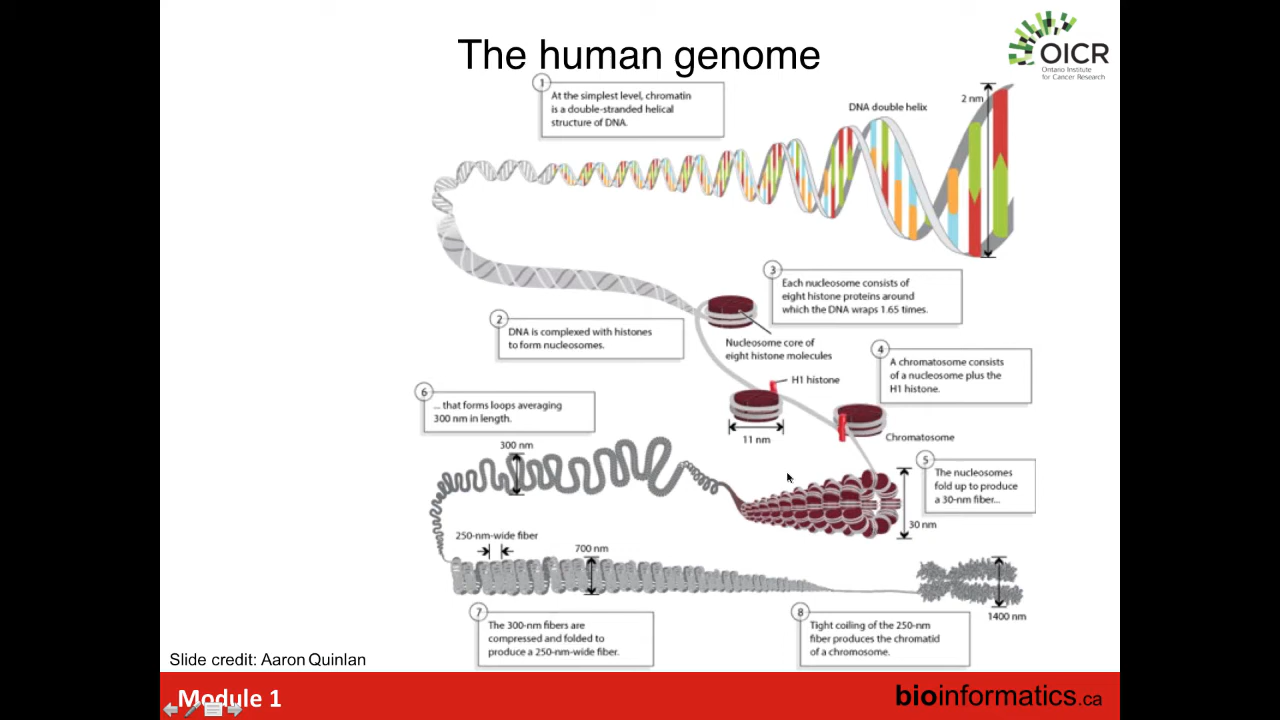 The human genome
OICR
Ontario Institute
for Cancer Research
1
At the simplest level, chromatin
is a double-stranded helical
structure of DNA.
DNA double helix
2 nm
3
Each nucleosome consists of
eight histone proteins around
which the DNA wraps 1.65 times.
2
DNA is complexed with histones
to form nucleosomes.
Nucleosome core of
eight histone molecules
4
A chromatosome consists
of a nucleosome plus the
H1 histone.
H1 histone
6
... that forms loops averaging
300 nm in length.
11 nm
Chromatosome
300 nm
5
The nucleosomes
fold up to produce
a 30-nm fiber...
30 nm
250-nm-wide fiber
700 nm
1400 nm
7
The 300-nm fibers are
compressed and folded to
produce a 250-nm-wide fiber.
8
Tight coiling of the 250-nm
fiber produces the chromatid
of a chromosome.
Slide credit: Aaron Quinlan
Module 1
bioinformatics.ca